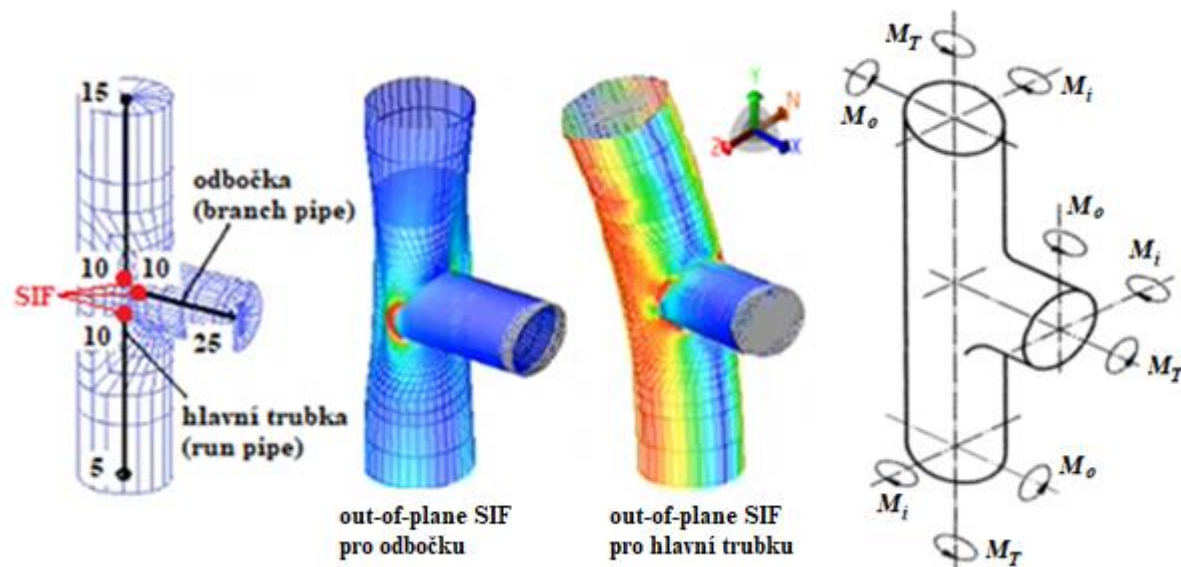 15
odbočka
(branch pipe)
10
10
SIF
10
25
hlavní trubka
(run pipe)
5
out-of-plane SIF
pro odbočku
Y
N
Z
X
out-of-plane SIF
pro hlavní trubku
M_T
M_o
M_i
M_o
M_i
M_T
M_i
M_o
M_T